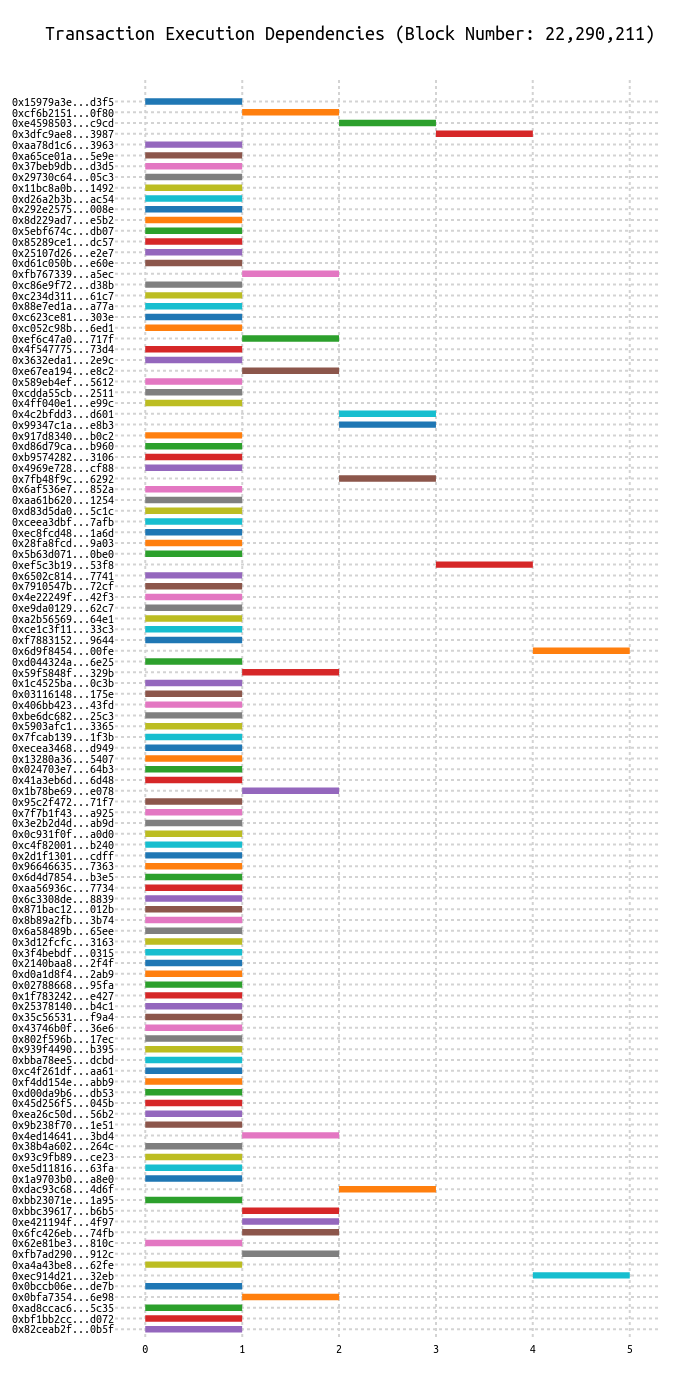 Transaction Execution Dependencies (Block Number: 22,290,211)
0x15979a3e...d3f5
0xcf6b2151...0f80
0xe4598503...c9cd
0x3dfc9ae8...3987
0xaa78d1c6...3963
0xa65ce01a...5e9e
0x37beb9db...d3d5
0x29730c64...05c3
0x11bc8a0b...1492
0xd26a2b3b...ac54
0x292e2575...008e
0x8d229ad7...e5b2
0x5ebf674c...db07
0x85289ce1...dc57
0x25107d26...e2e7
0xd61c050b...e60e
0xfb767339...a5ec
0xc86e9f72...d38b
0xc234d311...61c7
0x88e7ed1a...a77a
0xc623ce81...303e
0xc052c98b...6ed1
0xef6c47a0...717f
0x4f547775...73d4
0x3632eda1...2e9c
0xe67ea194...e8c2
0x589eb4ef...5612
0xcdda55cb...2511
0x4ff040e1...e99c
0x4c2bfdd3...d601
0x99347c1a...e8b3
0x917d8340...b0c2
0xd86d79ca...b960
0xb9574282...3106
0x4969e728...cf88
0x7fb48f9c...6292
0x6af536e7...852a
0xaa61b620...1254
0xd83d5da0...5c1c
0xceea3dbf...7afb
0xec8fcd48...1a6d
0x28fa8fcd...9a03
0x5b63d071...0be0
0xef5c3b19...53f8
0x6502c814...7741
0x7910547b...72cf
0x4e22249f...42f3
0xe9da0129...62c7
0xa2b56569...64e1
0xce1c3f11...33c3
0xf7883152...9644
0x6d9f8454...00fe
0xd044324a...6e25
0x59f5848f...329b
0x1c4525ba...0c3b
0x03116148...175e
0x406bb423...43fd
0xbe6dc682...25c3
0x5903afc1...3365
0x7fcab139...1f3b
0xecea3468...d949
0x13280a36...5407
0x024703e7...64b3
0x41a3eb6d...6d48
0x1b78be69...e078
0x95c2f472...71f7
0x7f7b1f43...a925
0x3e2b2d4d...ab9d
0x0c931f0f...a0d0
0xc4f82001...b240
0x2d1f1301...cdff
0x96646635...7363
0x6d4d7854...b3e5
0xaa56936c...7734
0x6c3308de...8839
0x871bac12...012b
0x8b89a2fb...3b74
0x6a58489b...65ee
0x3d12fcfc...3163
0x3f4bebdf...0315
0x2140baa8...2f4f
0xd0a1d8f4...2ab9
0x02788668...95fa
0x1f783242...e427
0x25378140...b4c1
0x35c56531...f9a4
0x43746b0f...36e6
0x802f596b...17ec
0x939f4490...b395
0xbba78ee5...dcbd
0xc4f261df...aa61
0xf4dd154e...abb9
0xd00da9b6...db53
0x45d256f5...045b
0xea26c50d...56b2
0x9b238f70...1e51
0x4ed14641...3bd4
0x38b4a602...264c
0x93c9fb89...ce23
0xe5d11816...63fa
0x1a9703b0...a8e0
0xdac93c68...4d6f
0xbb23071e...1a95
0xbbc39617...b6b5
0xe421194f...4f97
0x6fc426eb...74fb
0x62e81be3...810c
0xfb7ad290...912c
0xa4a43be8...62fe
0xec914d21...32eb
0x0bccb06e...de7b
0x0bfa7354...6e98
0xad8ccac6...5c35
0xbf1bb2cc...d072
0x82ceab2f...0b5f
0 1 2 3 4 5